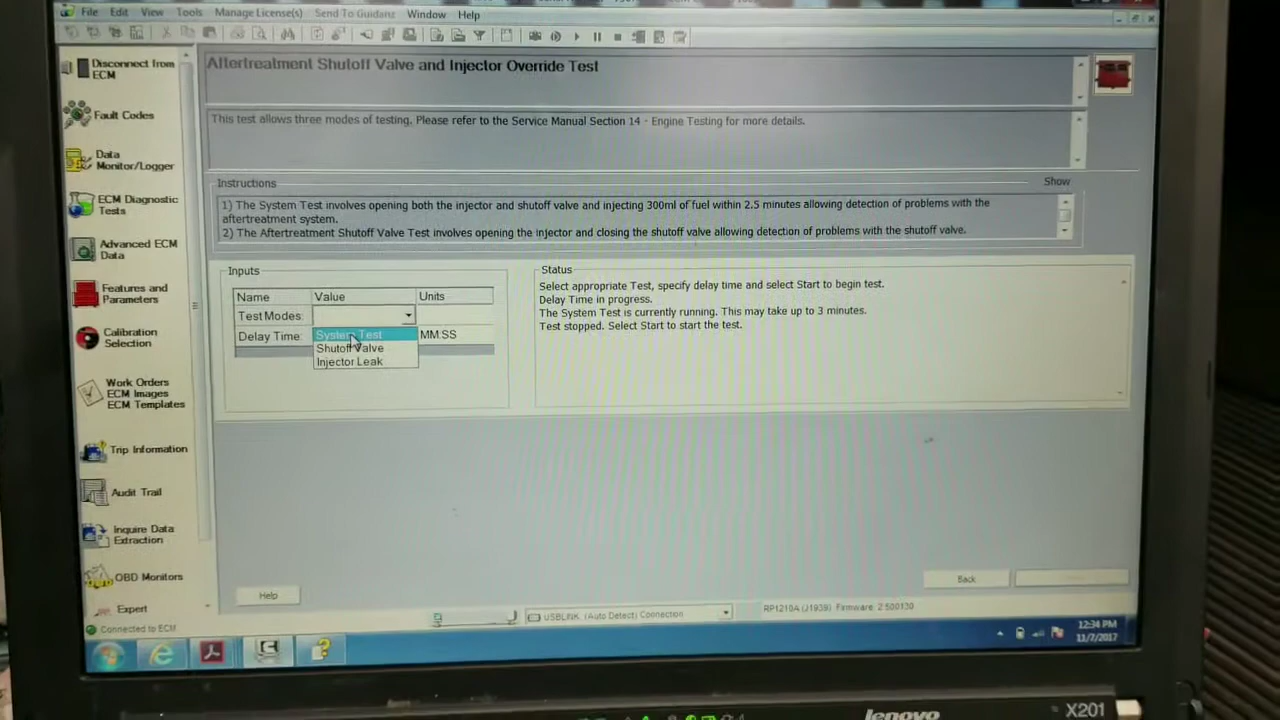 File Edit View Tools Manage License(s) Send To Guidanz Window Help
Disconnect from
ECM
Fault Codes
Data
Monitor/Logger
ECM Diagnostic
Tests
Advanced ECM
Data
Features and
Parameters
Calibration
Selection
Work Orders
ECM Images
ECM Templates
Trip Information
Audit Trail
Inquire Data
Extraction
OBD Monitors
Expert
Connected to ECM
Aftertreatment Shutoff Valve and Injector Override Test
This test allows three modes of testing. Please refer to the Service Manual Section 14 - Engine Testing for more details.
Instructions
Show
1) The System Test involves opening both the injector and shutoff valve and injecting 300ml of fuel within 2.5 minutes allowing detection of problems with the
aftertreatment system.
2) The Aftertreatment Shutoff Valve Test involves opening the injector and closing the shutoff valve allowing detection of problems with the shutoff valve.
Inputs
Name Value Units
Test Modes:
Delay Time: MM:SS
System Test
Shutoff Valve
Injector Leak
Status
Select appropriate Test, specify delay time and select Start to begin test.
Delay Time in progress.
The System Test is currently running. This may take up to 3 minutes.
Test stopped. Select Start to start the test.
Help
Back
USBLINK (Auto Detect) Connection
RP1210A (J1939) Firmware: 2.500130
12:34 PM
11/7/2017
lenovo
X201